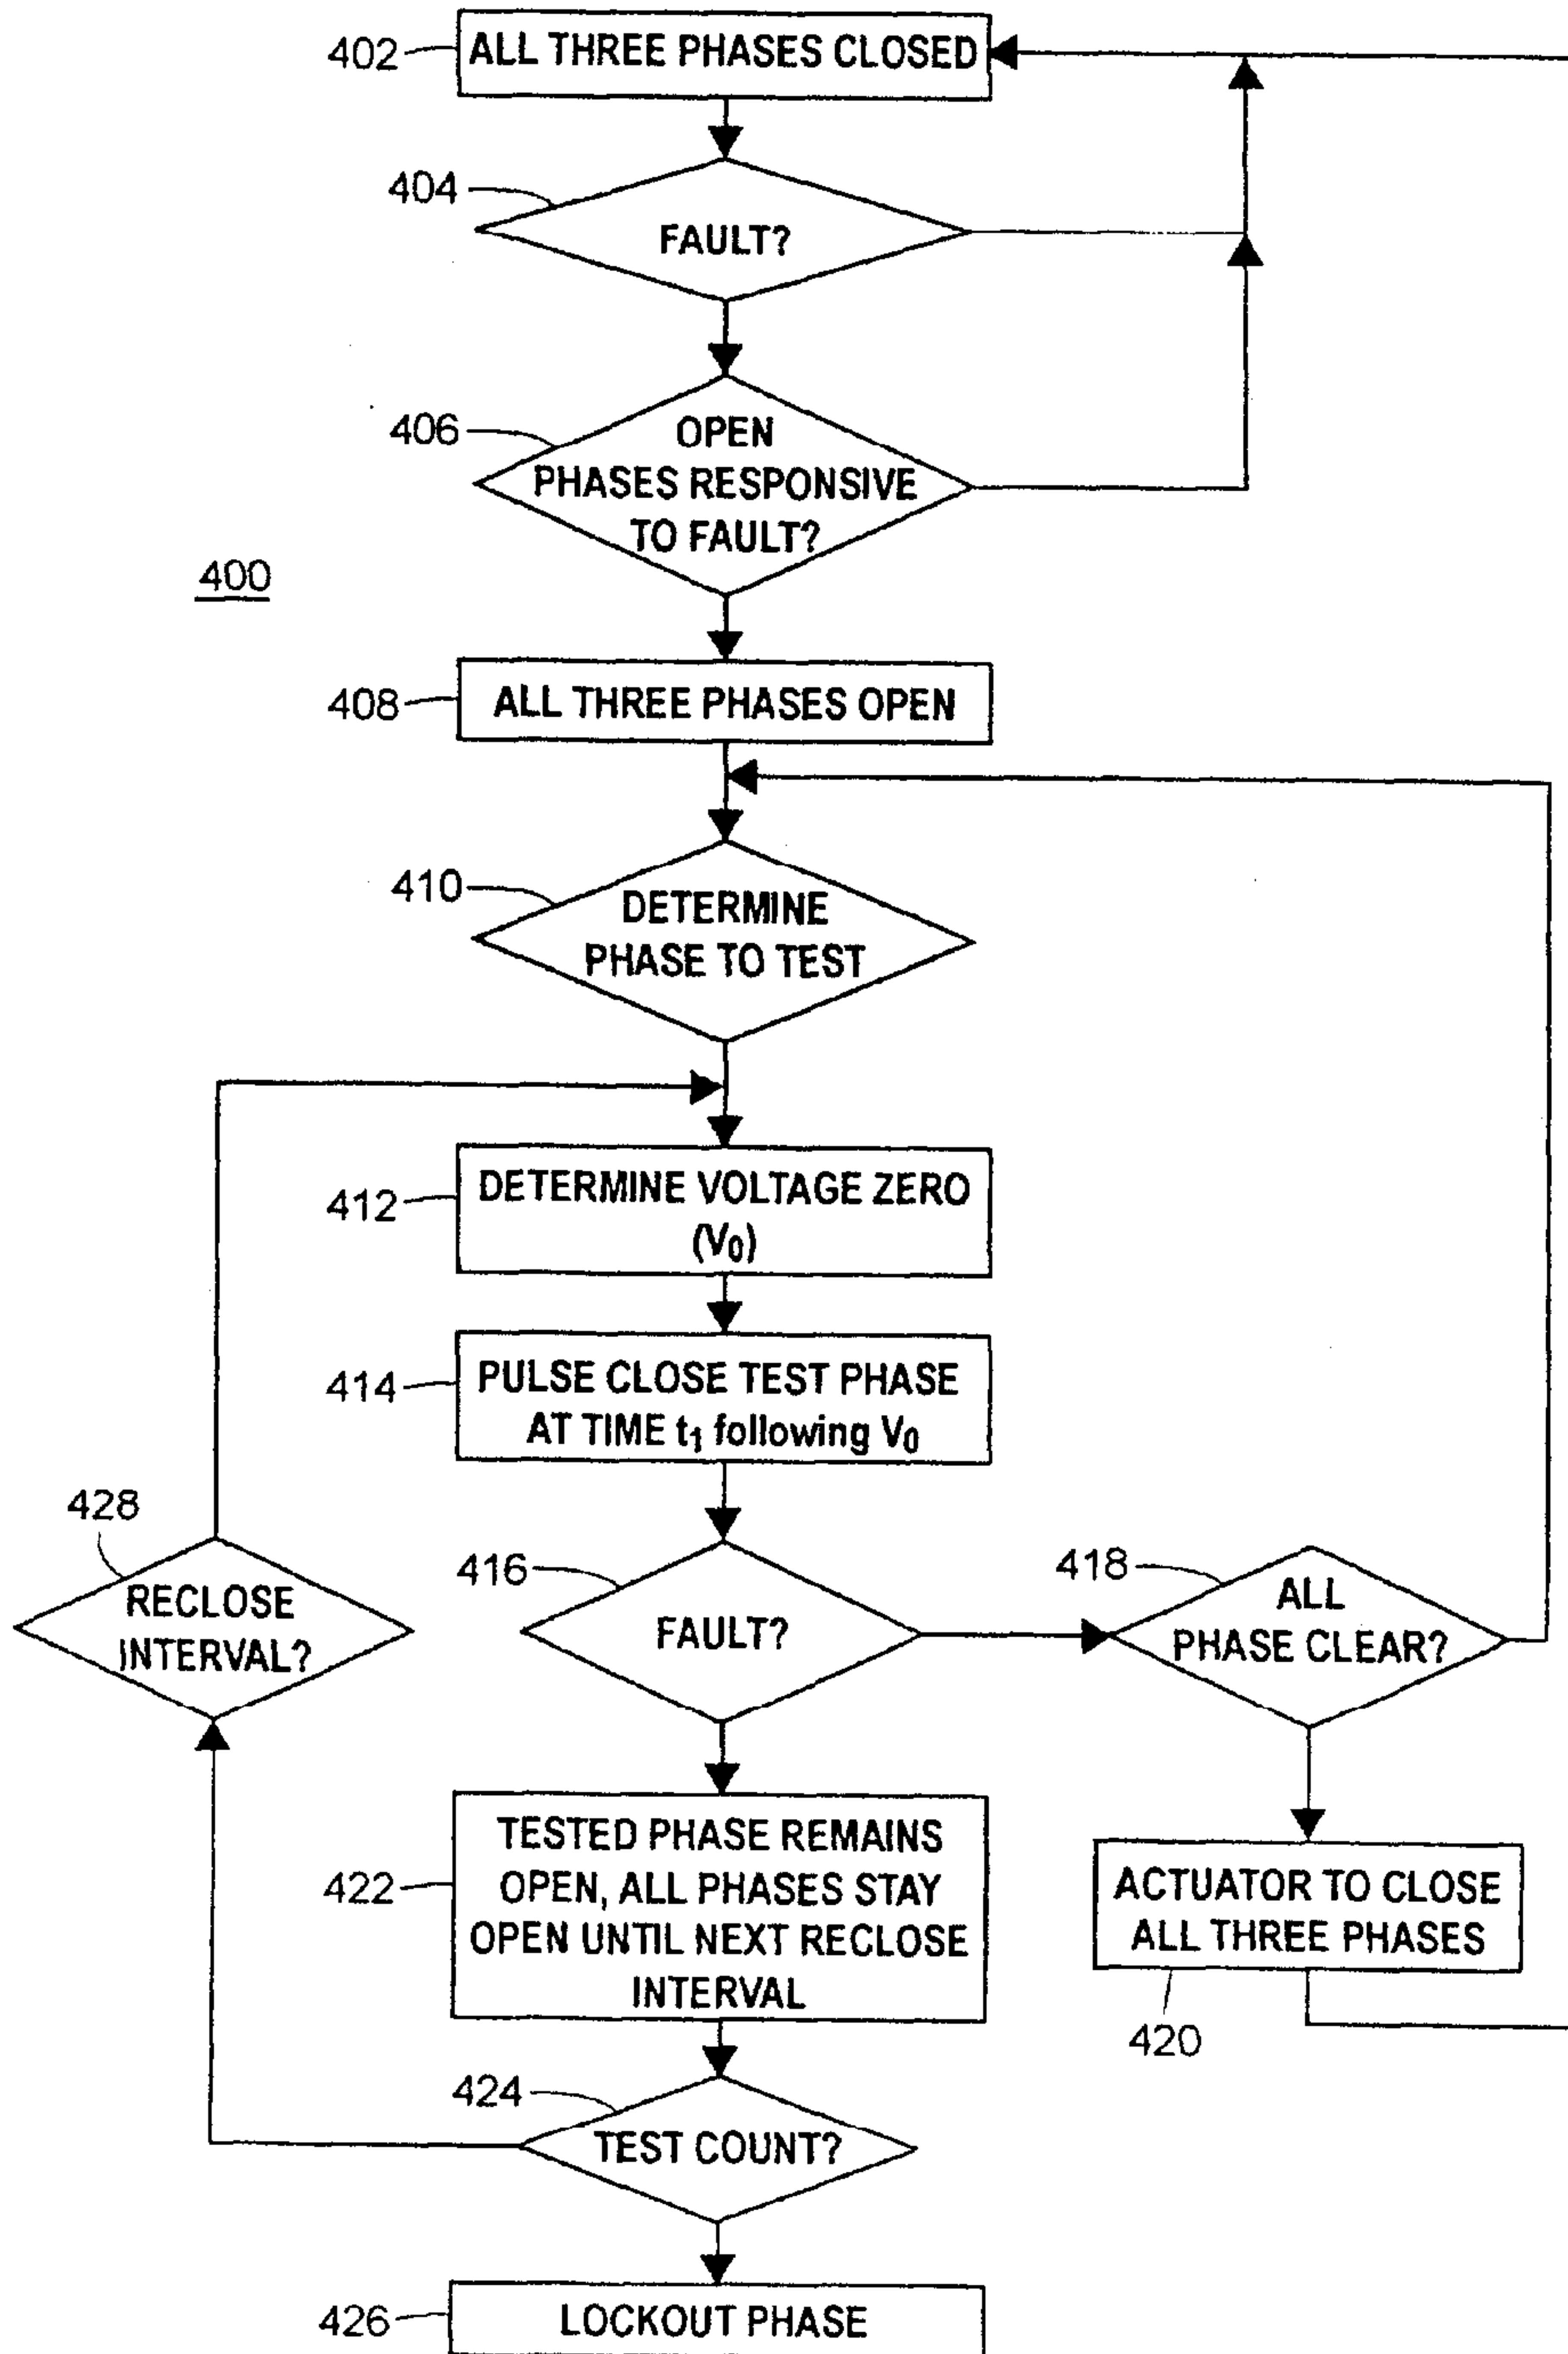 402
ALL THREE PHASES CLOSED
404
FAULT?
406
OPEN
PHASES RESPONSIVE
TO FAULT?
400
408
ALL THREE PHASES OPEN
410
DETERMINE
PHASE TO TEST
412
DETERMINE VOLTAGE ZERO
(V₀)
414
PULSE CLOSE TEST PHASE
AT TIME t₁ following V₀
428
RECLOSE
INTERVAL?
416
FAULT?
418
ALL
PHASE CLEAR?
422
TESTED PHASE REMAINS
OPEN, ALL PHASES STAY
OPEN UNTIL NEXT RECLOSE
INTERVAL
ACTUATOR TO CLOSE
ALL THREE PHASES
420
424
TEST COUNT?
426
LOCKOUT PHASE